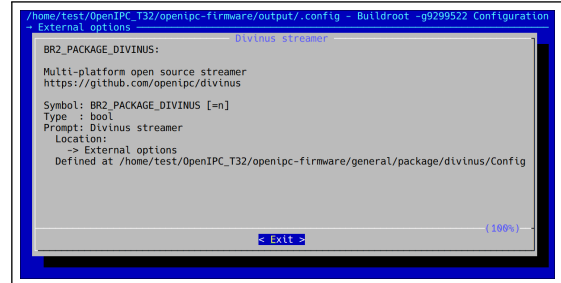 /home/test/OpenIPC_T32/openipc-firmware/output/.config - Buildroot -g9299522 Configuration
→ External options
Divinus streamer
BR2_PACKAGE_DIVINUS:
Multi-platform open source streamer
https://github.com/openipc/divinus
Symbol: BR2_PACKAGE_DIVINUS [=n]
Type  : bool
Prompt: Divinus streamer
Location:
-> External options
Defined at /home/test/OpenIPC_T32/openipc-firmware/general/package/divinus/Config
(100%)
< Exit >